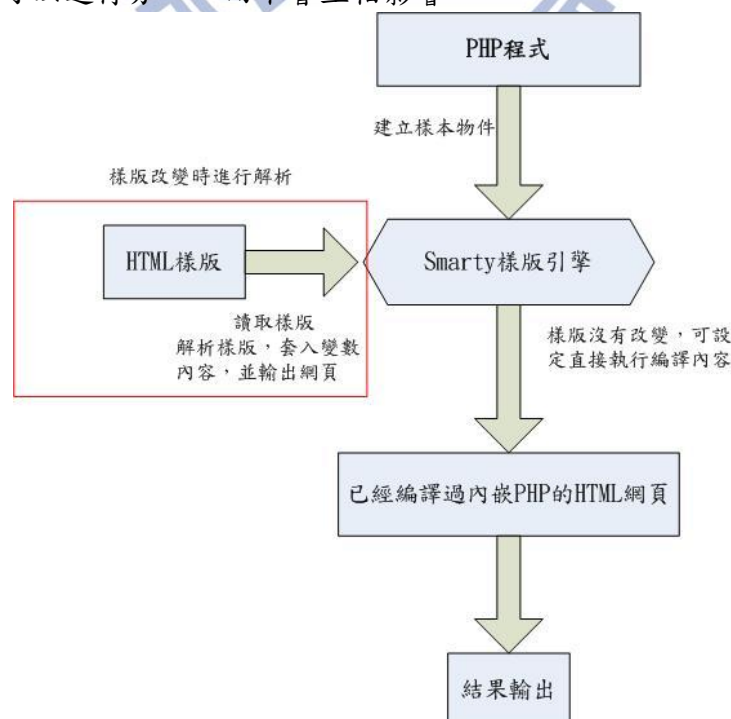 PHP程式
建立樣本物件
樣版改變時進行解析
HTML樣版
Smarty樣版引擎
讀取樣版
解析樣版，套入變數
內容，並輸出網頁
樣版沒有改變，可設
定直接執行編譯內容
已經編譯過內嵌PHP的HTML網頁
結果輸出